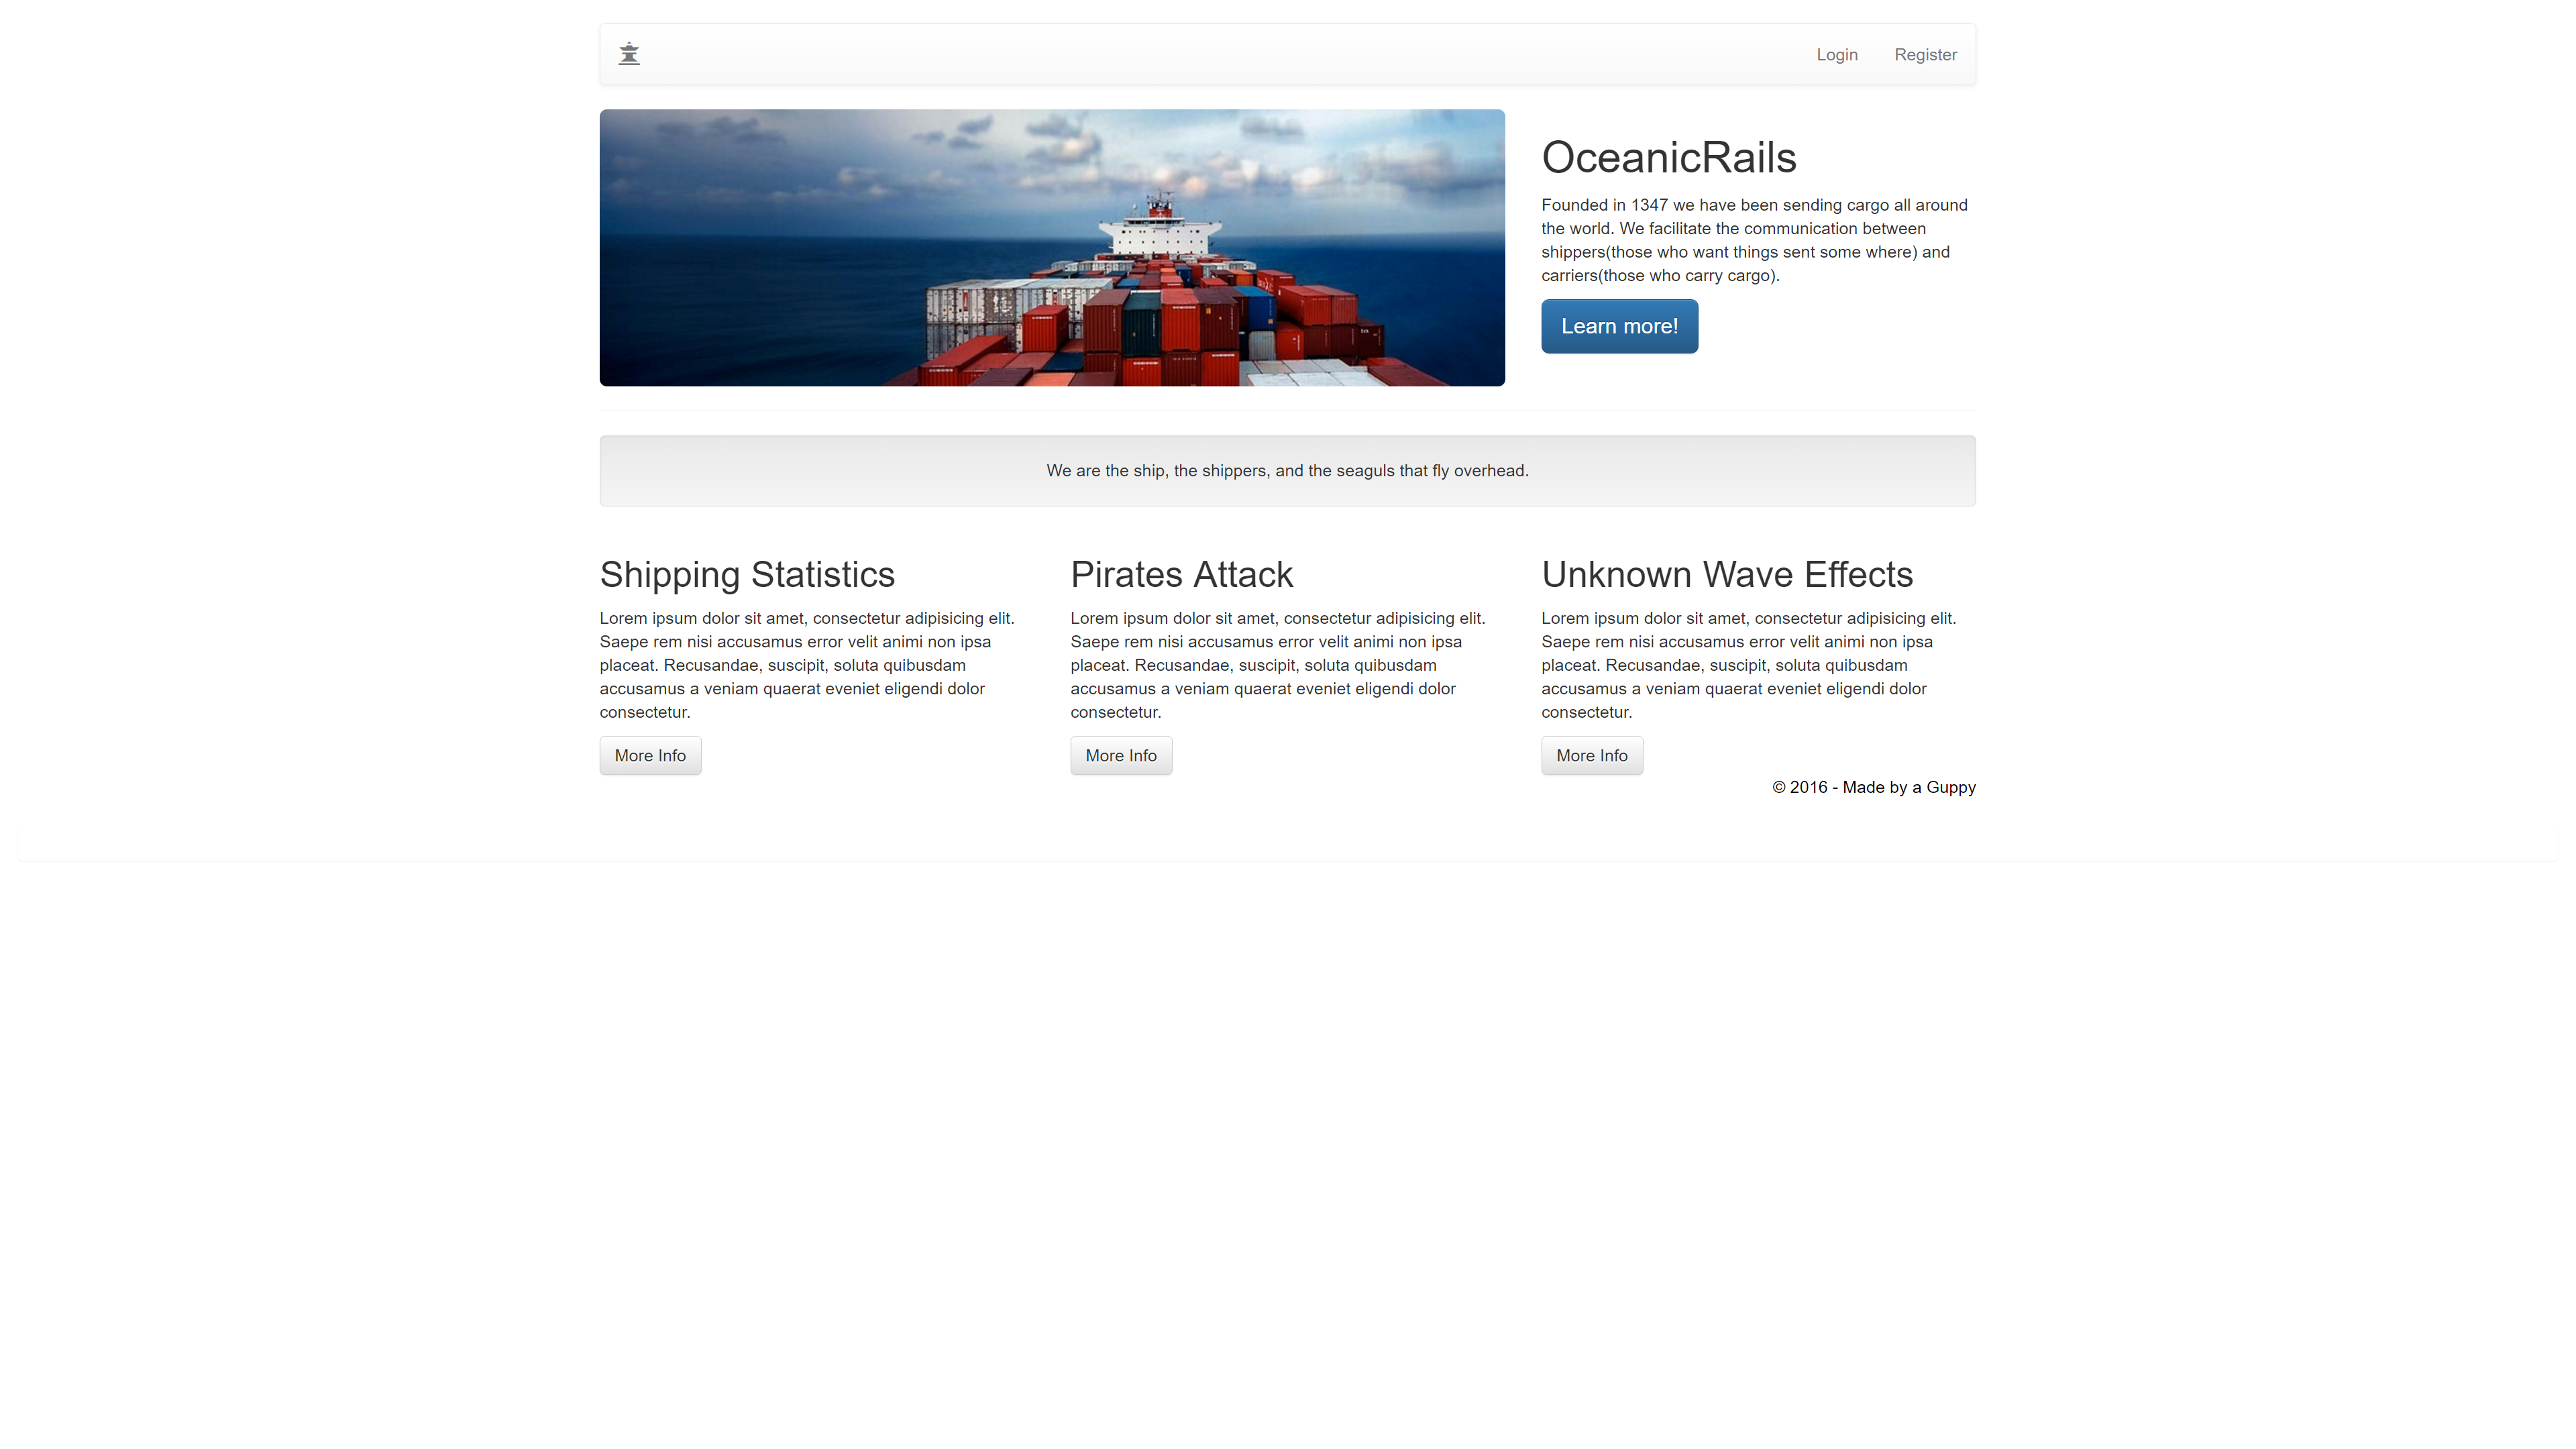 Login Register
OceanicRails
Founded in 1347 we have been sending cargo all around
the world. We facilitate the communication between
shippers(those who want things sent some where) and
carriers(those who carry cargo).
Learn more!
We are the ship, the shippers, and the seaguls that fly overhead.
Shipping Statistics
Lorem ipsum dolor sit amet, consectetur adipisicing elit.
Saepe rem nisi accusamus error velit animi non ipsa
placeat. Recusandae, suscipit, soluta quibusdam
accusamus a veniam quaerat eveniet eligendi dolor
consectetur.
More Info
Pirates Attack
Lorem ipsum dolor sit amet, consectetur adipisicing elit.
Saepe rem nisi accusamus error velit animi non ipsa
placeat. Recusandae, suscipit, soluta quibusdam
accusamus a veniam quaerat eveniet eligendi dolor
consectetur.
More Info
Unknown Wave Effects
Lorem ipsum dolor sit amet, consectetur adipisicing elit.
Saepe rem nisi accusamus error velit animi non ipsa
placeat. Recusandae, suscipit, soluta quibusdam
accusamus a veniam quaerat eveniet eligendi dolor
consectetur.
More Info
© 2016 - Made by a Guppy